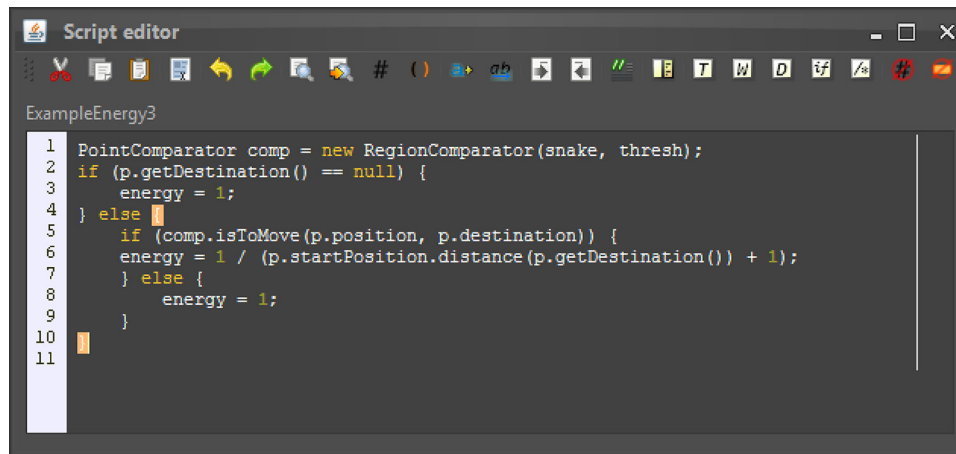 Script editor
# () ab T W D if /* #
ExampleEnergy3
1 PointComparator comp = new RegionComparator(snake, thresh);
2 if (p.getDestination() == null) {
3     energy = 1;
4 } else {
5     if (comp.isToMove(p.position, p.destination)) {
6     energy = 1 / (p.startPosition.distance(p.getDestination()) + 1);
7     } else {
8         energy = 1;
9     }
10 }
11